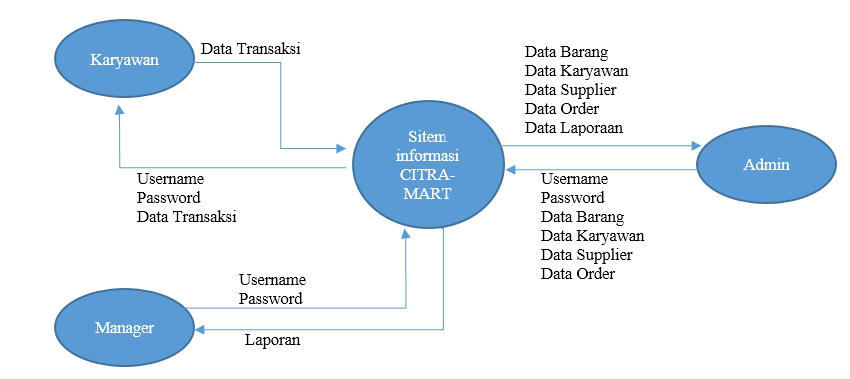 Karyawan
Data Transaksi
Username
Password
Data Transaksi
Sitem
informasi
CITRA-
MART
Data Barang
Data Karyawan
Data Supplier
Data Order
Data Laporaan
Admin
Username
Password
Data Barang
Data Karyawan
Data Supplier
Data Order
Username
Password
Manager
Laporan